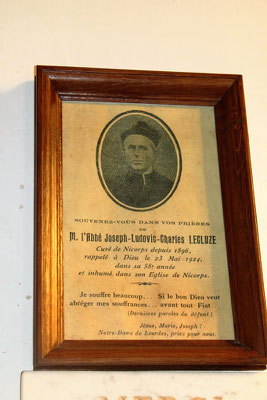 SOUVENEZ-VOUS DANS VOS PRIÈRES
DE
M. l'Abbé Joseph-Ludovic-Charles LECLUZE
Curé de Nicorps depuis 1896,
rappelé à Dieu le 23 Mai 1924,
dans sa 58e année
et inhumé dans son Eglise de Nicorps.
Je souffre beaucoup... Si le bon Dieu veut
abréger mes souffrances... avant tout Fiat
(Dernières paroles du défunt.)
Jésus, Marie, Joseph !
Notre-Dame de Lourdes, priez pour nous.
MERCI